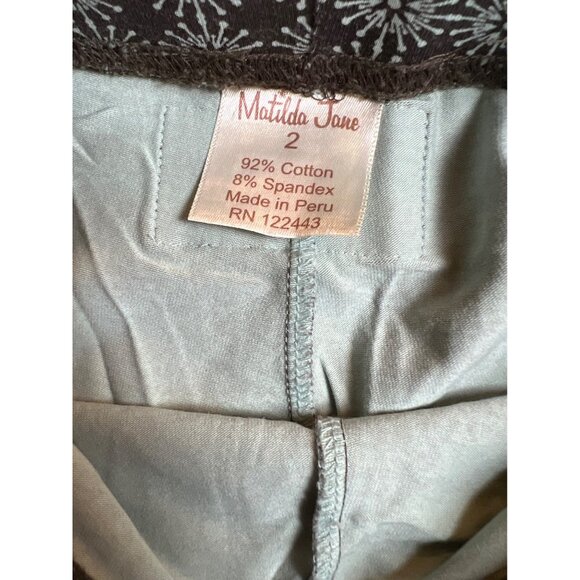 Matilda Jane
2
92% Cotton
8% Spandex
Made in Peru
RN 122443